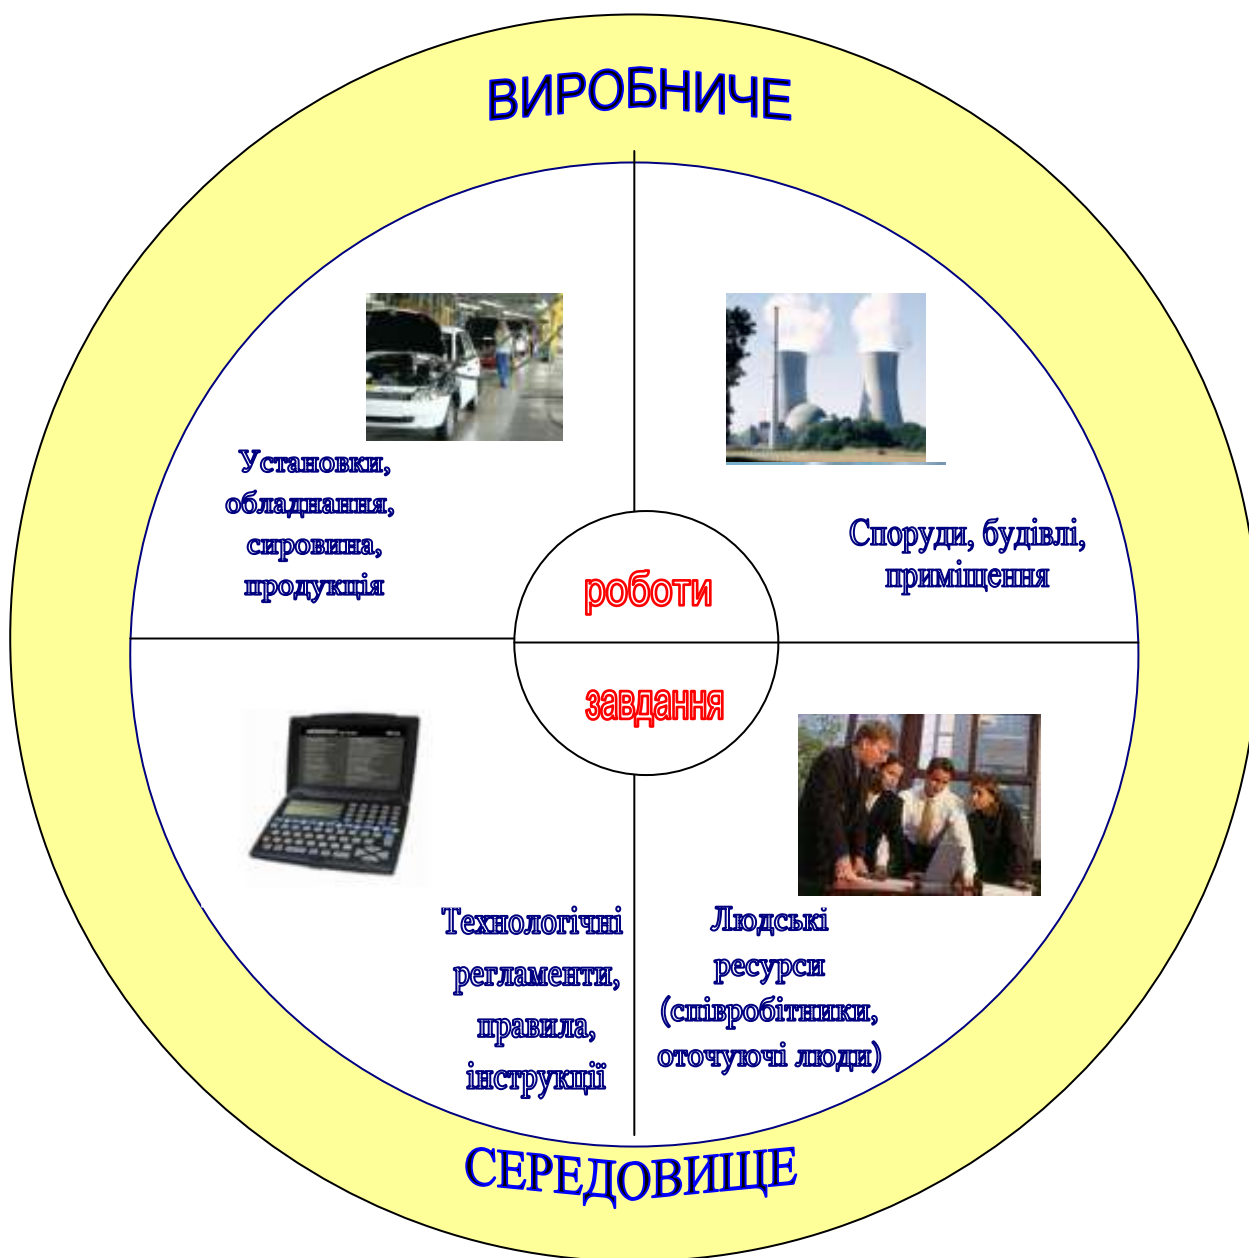 ВИРОБНИЧЕ
Установки,
обладнання,
сировина,
продукція
Споруди, будівлі,
приміщення
роботи
завдання
Технологічні
регламенти,
правила,
інструкції
Людські
ресурси
(співробітники,
оточуючі люди)
СЕРЕДОВИЩЕ